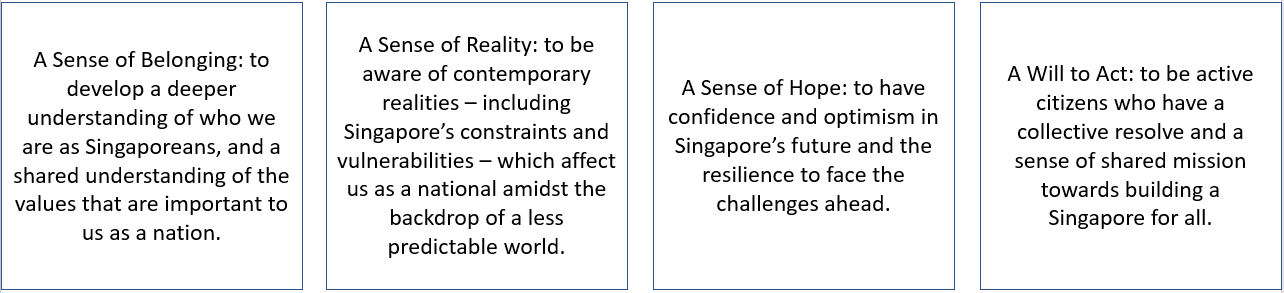 A Sense of Belonging: to
develop a deeper
understanding of who we
are as Singaporeans, and a
shared understanding of the
values that are important to
us as a nation.
A Sense of Reality: to be
aware of contemporary
realities – including
Singapore’s constraints and
vulnerabilities – which affect
us as a national amidst the
backdrop of a less
predictable world.
A Sense of Hope: to have
confidence and optimism in
Singapore’s future and the
resilience to face the
challenges ahead.
A Will to Act: to be active
citizens who have a
collective resolve and a
sense of shared mission
towards building a
Singapore for all.